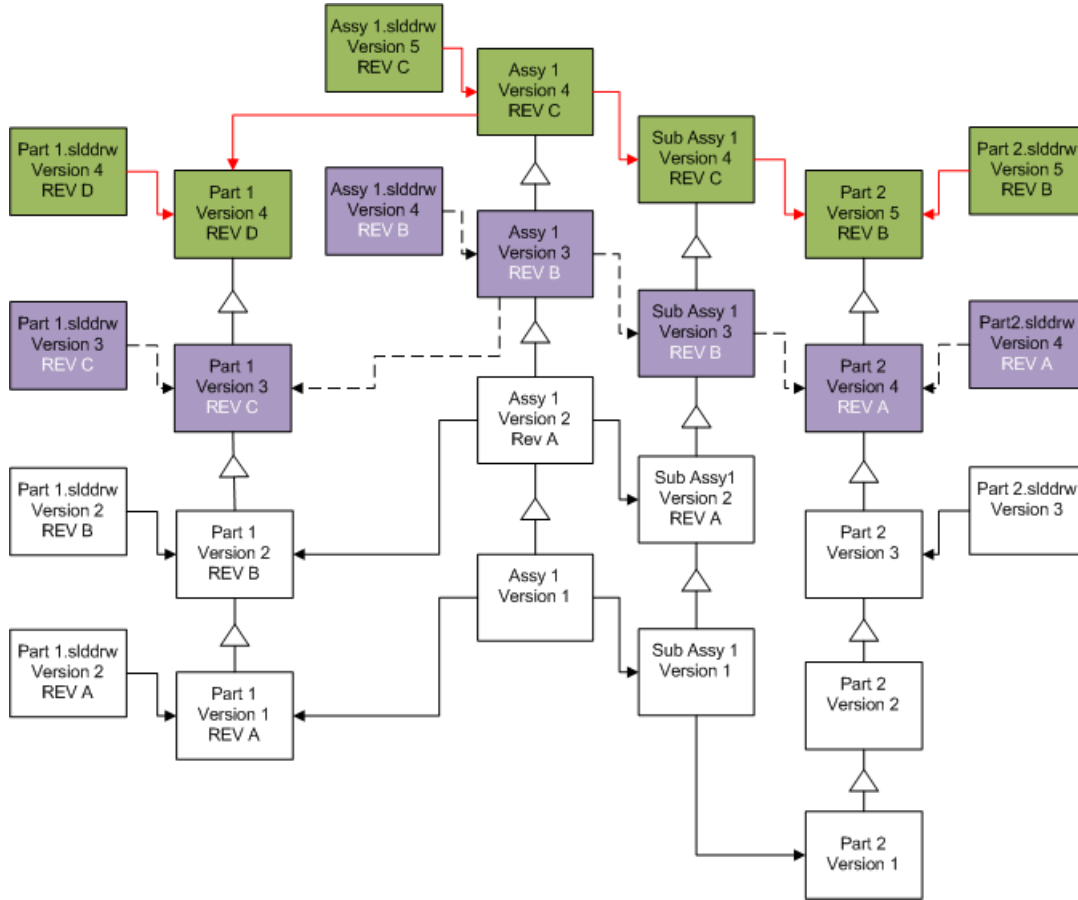 Assy 1.slddrw
Version 5
REV C
Assy 1
Version 4
REV C
Part 1.slddrw
Version 4
REV D
Sub Assy 1
Version 4
REV C
Part 2.slddrw
Version 5
REV B
Part 1
Version 4
REV D
Assy 1.slddrw
Version 4
REV B
Part 2
Version 5
REV B
Assy 1
Version 3
REV B
Part 1.slddrw
Version 3
REV C
Sub Assy 1
Version 3
REV B
Part2.slddrw
Version 4
REV A
Part 1
Version 3
REV C
Part 2
Version 4
REV A
Assy 1
Version 2
Rev A
Part 1.slddrw
Version 2
REV B
Sub Assy1
Version 2
REV A
Part 2.slddrw
Version 3
Part 1
Version 2
REV B
Part 2
Version 3
Assy 1
Version 1
Part 1.slddrw
Version 2
REV A
Sub Assy 1
Version 1
Part 1
Version 1
REV A
Part 2
Version 2
Part 2
Version 1